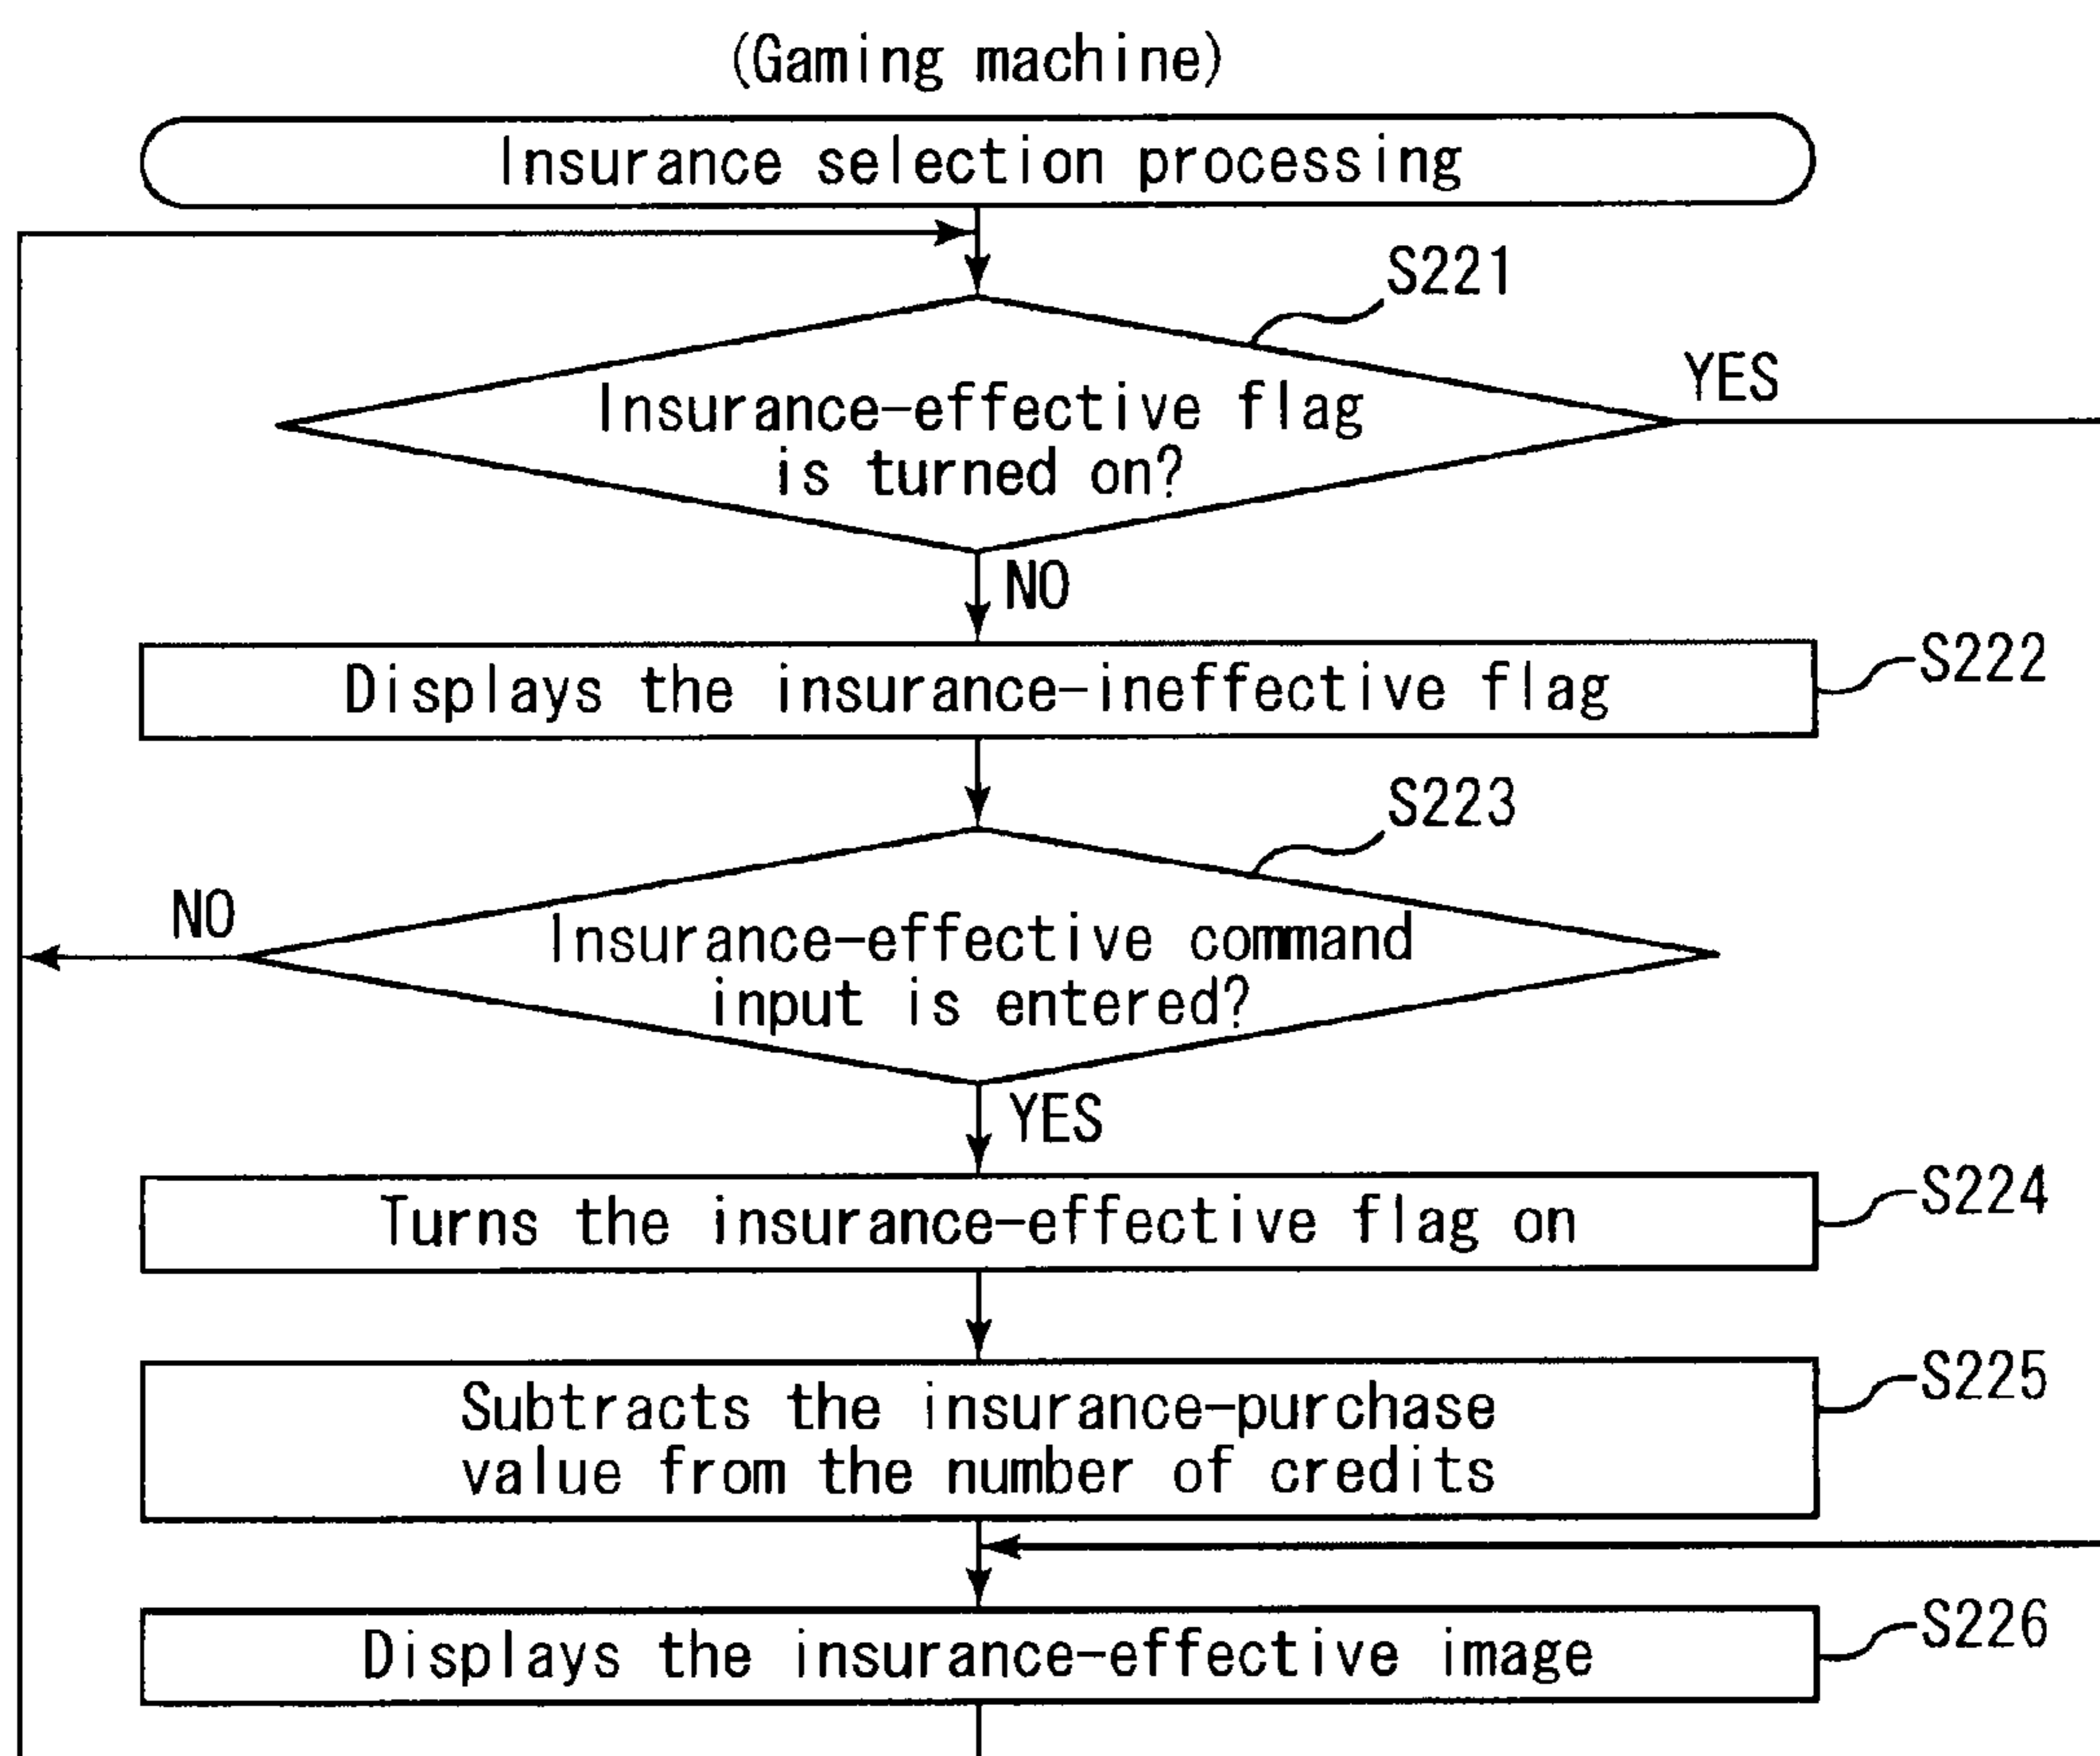 (Gaming machine)
Insurance selection processing
S221
YES
Insurance-effective flag
is turned on?
NO
S222
Displays the insurance-ineffective flag
S223
NO
Insurance-effective command
input is entered?
YES
S224
Turns the insurance-effective flag on
S225
Subtracts the insurance-purchase
value from the number of credits
S226
Displays the insurance-effective image